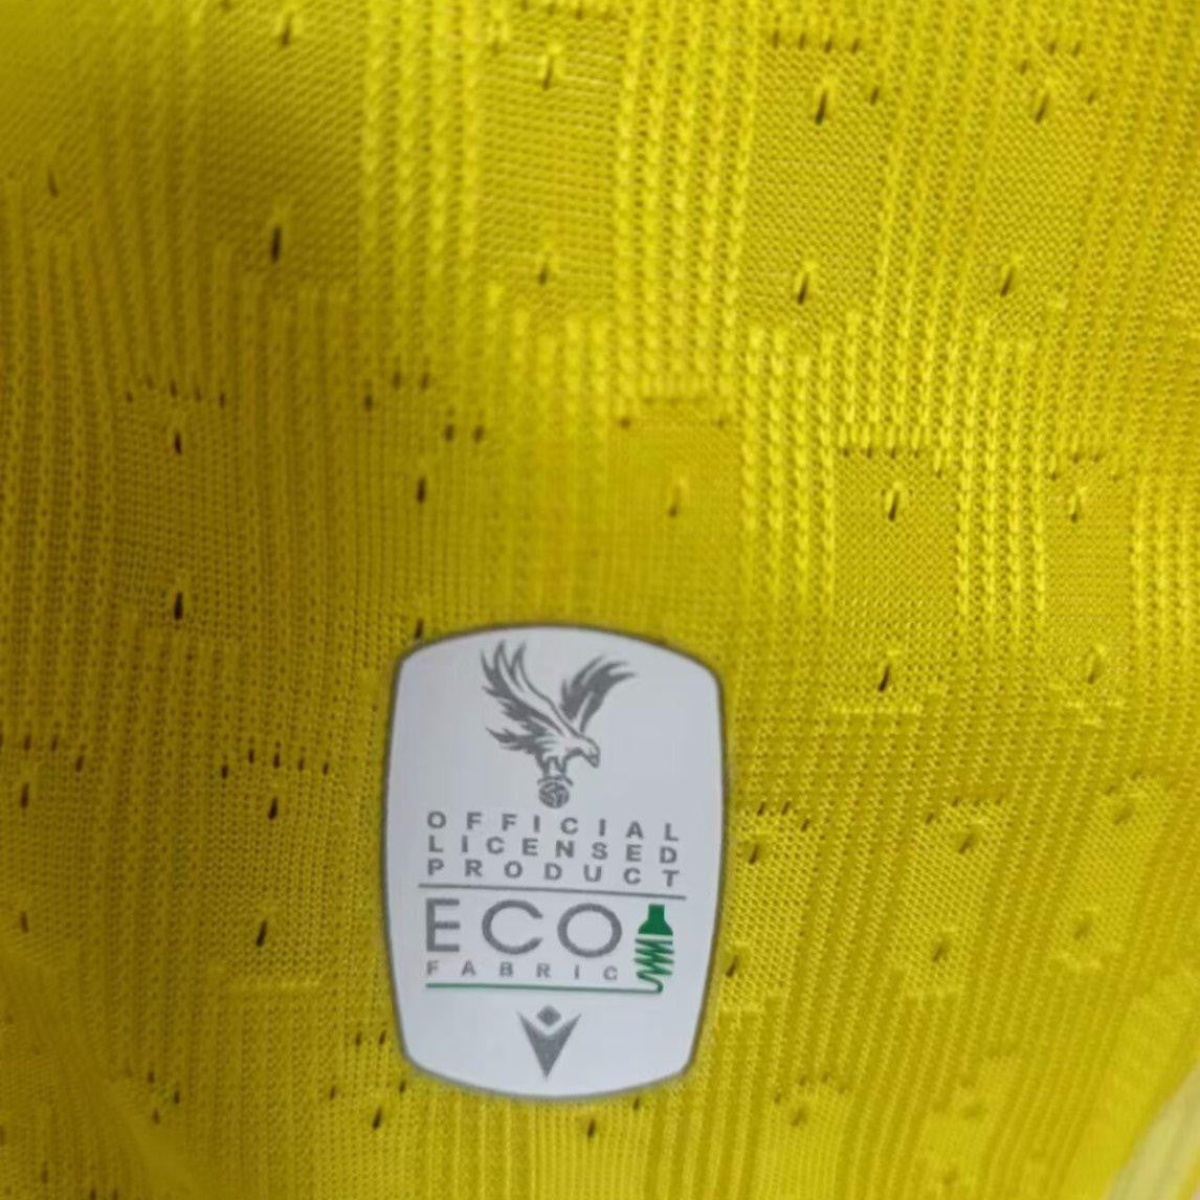 OFFICIAL
LICENSED
PRODUCT
ECO
FABRIC